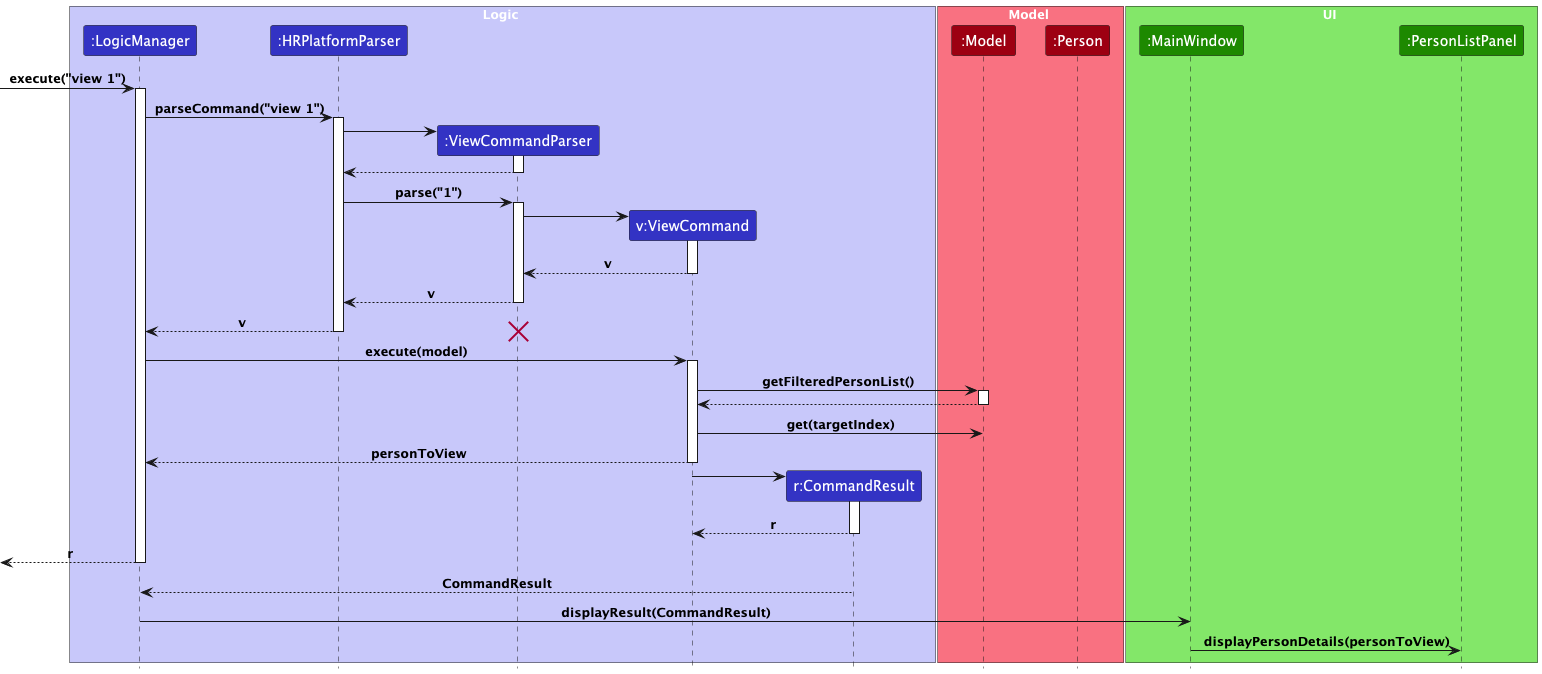 Logic
Model
UI
:LogicManager
:HRPlatformParser
:Model
:Person
:MainWindow
:PersonListPanel
execute("view 1")
parseCommand("view 1")
:ViewCommandParser
parse("1")
v:ViewCommand
v
v
v
execute(model)
getFilteredPersonList()
get(targetIndex)
personToView
r:CommandResult
r
r
CommandResult
displayResult(CommandResult)
displayPersonDetails(personToView)